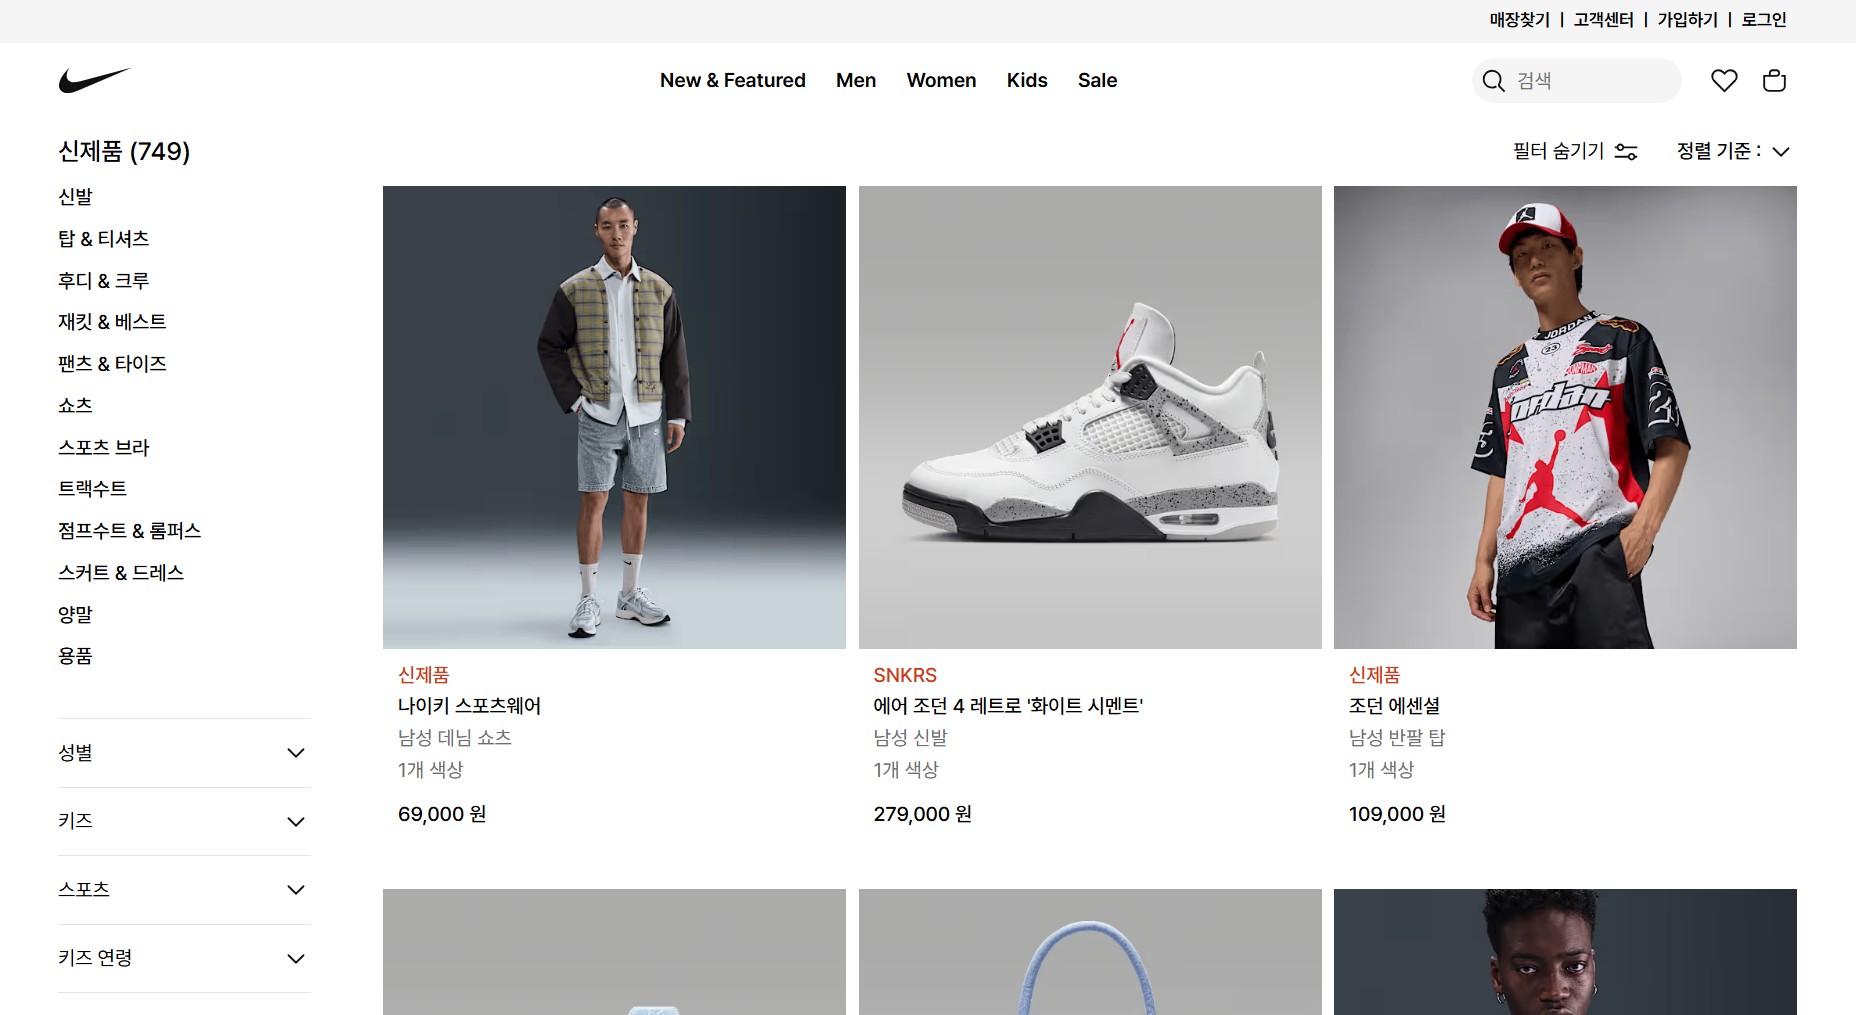 매장찾기 | 고객센터 | 가입하기 | 로그인
New & Featured Men Women Kids Sale
검색
신제품 (749)
필터 숨기기
정렬 기준 :
신발
탑 & 티셔츠
후디 & 크루
재킷 & 베스트
팬츠 & 타이즈
쇼츠
스포츠 브라
트랙수트
점프수트 & 롬퍼스
스커트 & 드레스
양말
용품
성별
키즈
스포츠
키즈 연령
JORDAN
23
Jordan
23
신제품
나이키 스포츠웨어
남성 데님 쇼츠
1개 색상
69,000 원
SNKRS
에어 조던 4 레트로 '화이트 시멘트'
남성 신발
1개 색상
279,000 원
신제품
조던 에센셜
남성 반팔 탑
1개 색상
109,000 원